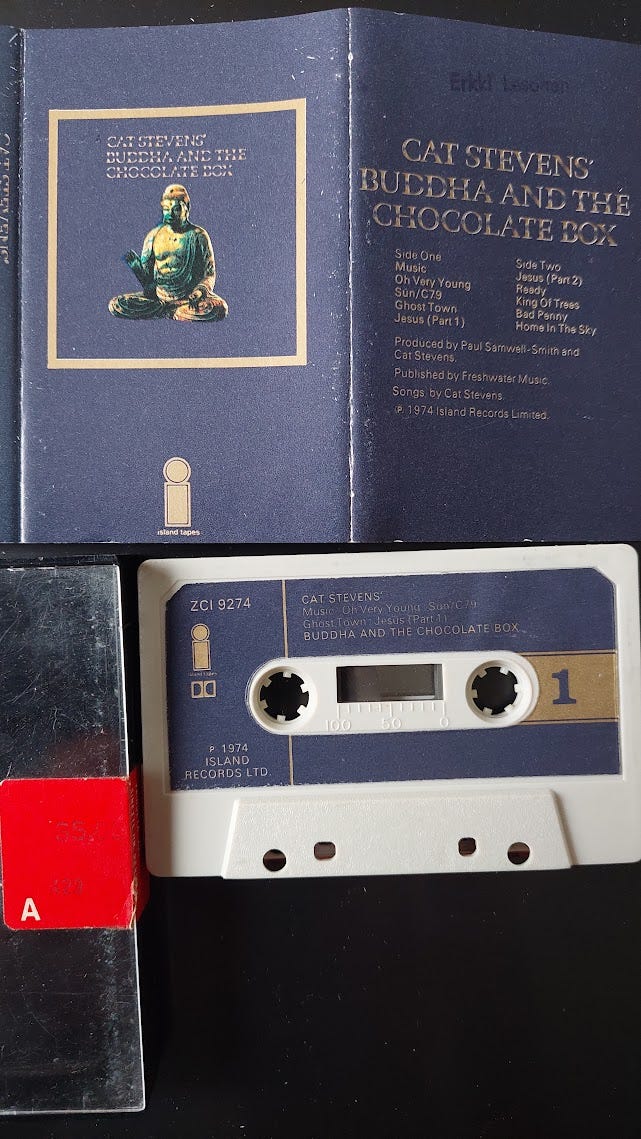 CAT STEVENS'
CAT STEVENS'
BUDDHA AND THE
CHOCOLATE BOX
island tapes
Erkki
CAT STEVENS'
BUDDHA AND THE
CHOCOLATE BOX
Side One
Music
Oh Very Young
Sun/C79
Ghost Town
Jesus (Part 1)
Side Two
Jesus (Part 2)
Ready
King Of Trees
Bad Penny
Home In The Sky
Produced by Paul Samwell-Smith and
Cat Stevens.
Published by Freshwater Music.
Songs by Cat Stevens.
℗ 1974 Island Records Limited.
A
ZCI 9274
island tapes
℗ 1974
ISLAND
RECORDS LTD.
CAT STEVENS'
Music Oh Very Young Sun/C79
Ghost Town Jesus (Part 1)
BUDDHA AND THE CHOCOLATE BOX
1
100 50 0